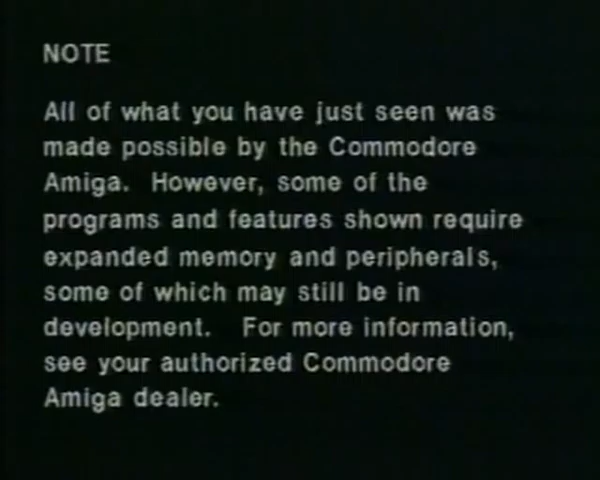 NOTE
All of what you have just seen was
made possible by the Commodore
Amiga.  However, some of the
programs and features shown require
expanded memory and peripherals,
some of which may still be in
development.  For more information,
see your authorized Commodore
Amiga dealer.